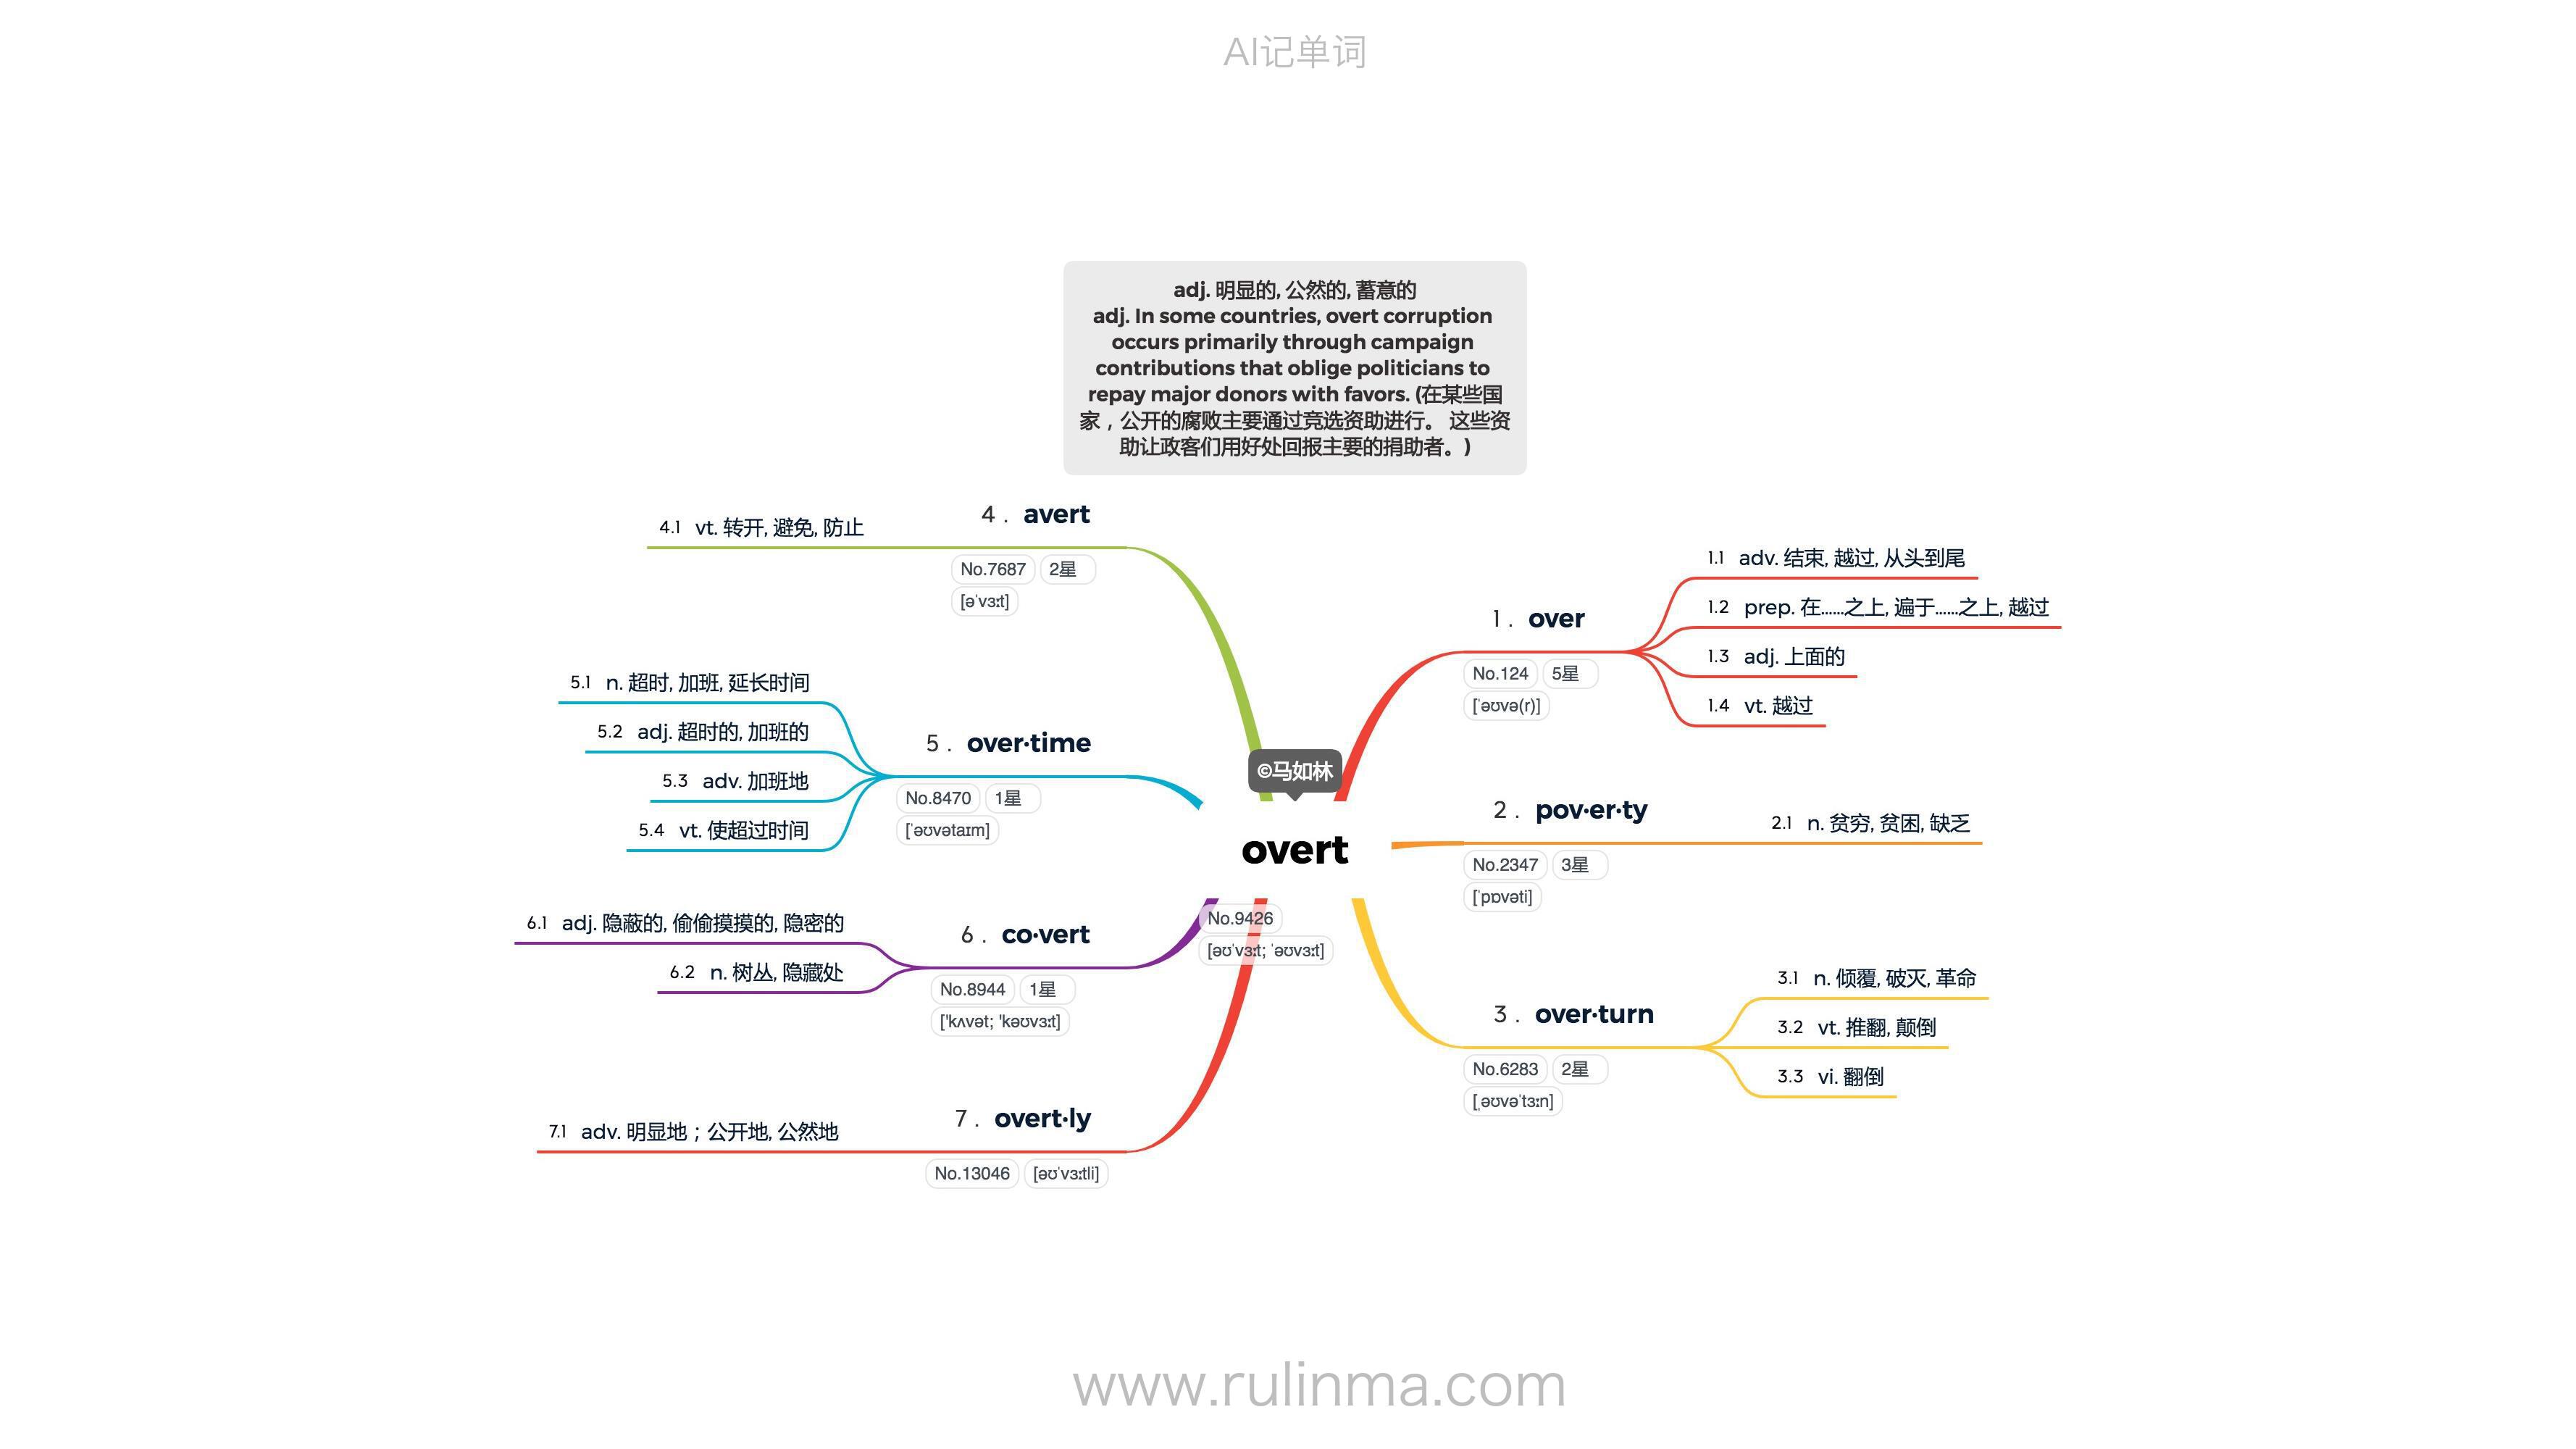 AI记单词
adj. 明显的, 公然的, 蓄意的
adj. In some countries, overt corruption
occurs primarily through campaign
contributions that oblige politicians to
repay major donors with favors. (在某些国
家，公开的腐败主要通过竞选资助进行。 这些资
助让政客们用好处回报主要的捐助者。)
©马如林
overt
No.9426
[əʊˈvɜːt; ˈəʊvɜːt]
1. over
No.124 5星
[ˈəʊvə(r)]
1.1 adv. 结束, 越过, 从头到尾
1.2 prep. 在……之上, 遍于……之上, 越过
1.3 adj. 上面的
1.4 vt. 越过
2. pov·er·ty
No.2347 3星
[ˈpɒvəti]
2.1 n. 贫穷, 贫困, 缺乏
3. over·turn
No.6283 2星
[ˌəʊvəˈtɜːn]
3.1 n. 倾覆, 破灭, 革命
3.2 vt. 推翻, 颠倒
3.3 vi. 翻倒
4. avert
No.7687 2星
[əˈvɜːt]
4.1 vt. 转开, 避免, 防止
5. over·time
No.8470 1星
[ˈəʊvətaɪm]
5.1 n. 超时, 加班, 延长时间
5.2 adj. 超时的, 加班的
5.3 adv. 加班地
5.4 vt. 使超过时间
6. co·vert
No.8944 1星
['kʌvət; 'kəʊvɜːt]
6.1 adj. 隐蔽的, 偷偷摸摸的, 隐密的
6.2 n. 树丛, 隐藏处
7. overt·ly
No.13046 [əʊˈvɜːtli]
7.1 adv. 明显地；公开地, 公然地
www.rulinma.com